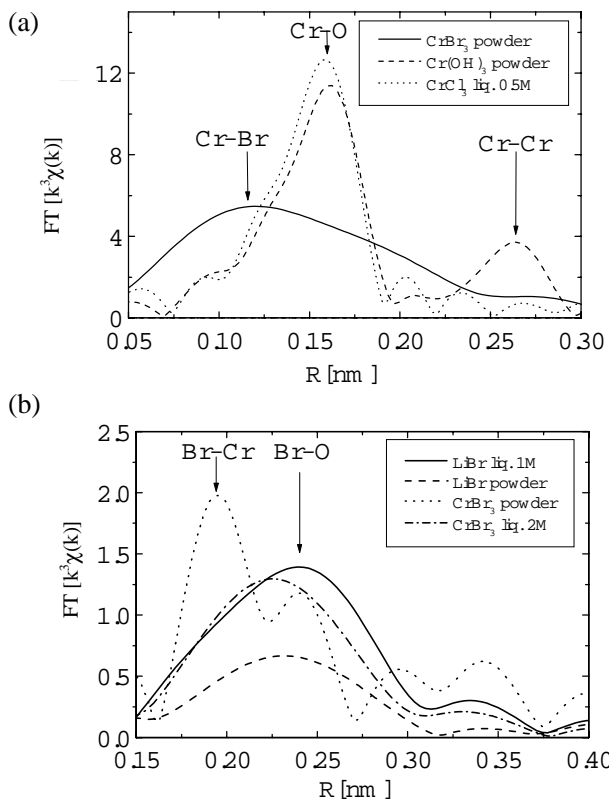 (a)
Cr-O
CrBr₃ powder
Cr(OH)₃ powder
CrCl₃ liq. 0.5M
Cr-Br
Cr-Cr
FT [k³χ(k)]
12
8
4
0
0.05 0.10 0.15 0.20 0.25 0.30
R [nm]
(b)
Br-Cr Br-O
LiBr liq. 1M
LiBr powder
CrBr₃ powder
CrBr₃ liq. 2M
FT [k³χ(k)]
2.5
2.0
1.5
1.0
0.5
0.0
0.15 0.20 0.25 0.30 0.35 0.40
R [nm]